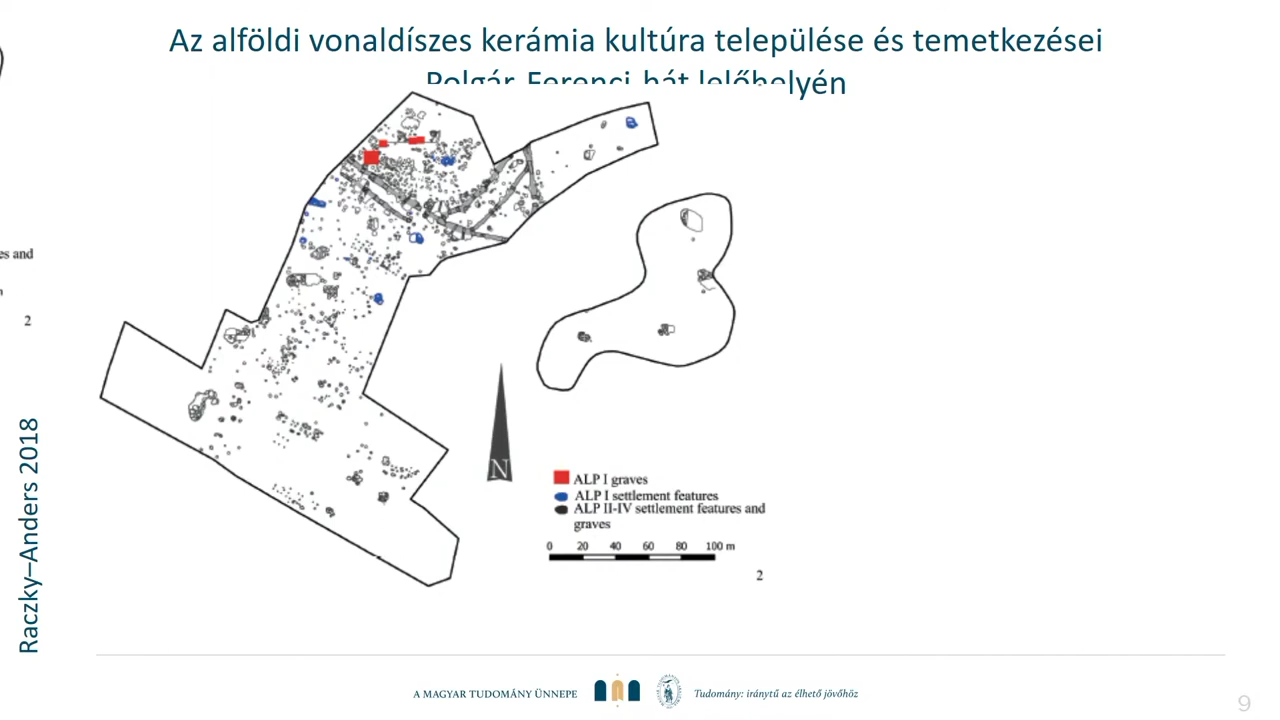 Az alföldi vonaldíszes kerámia kultúra települése és temetkezései
Polgár-Ferenci-hát lelőhelyén
es and
2
Raczky–Anders 2018
N
ALP I graves
ALP I settlement features
ALP II-IV settlement features and
graves
0 20 40 60 80 100 m
2
A MAGYAR TUDOMÁNY ÜNNEPE
Tudomány: iránytű az élhető jövőhöz
9